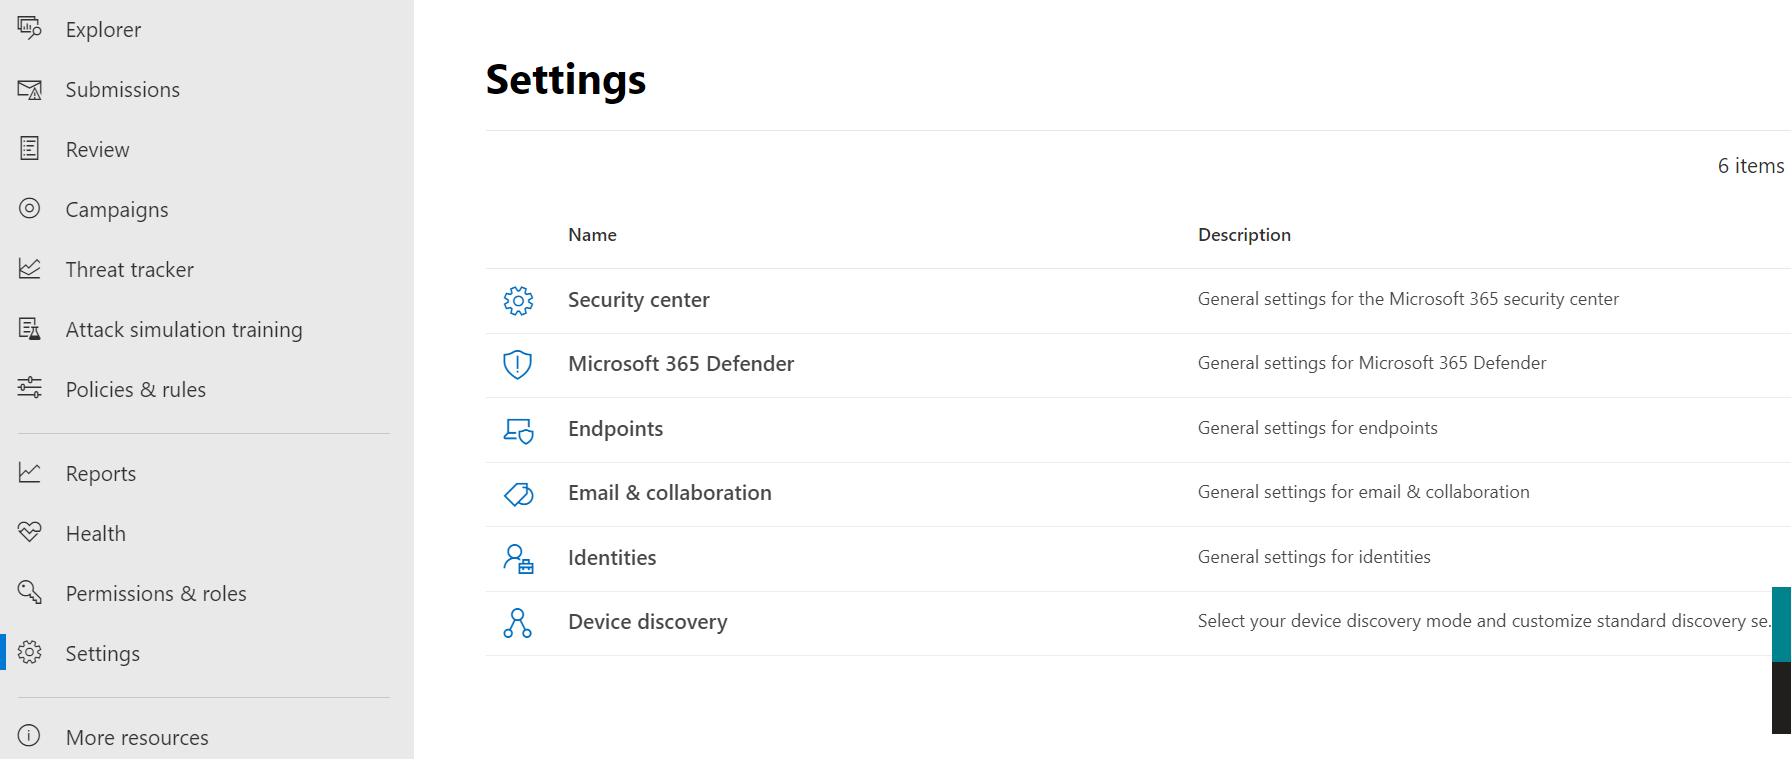 Explorer
Submissions
Review
Campaigns
Threat tracker
Attack simulation training
Policies & rules
Reports
Health
Permissions & roles
Settings
More resources
Settings
6 items
Name Description
Security center General settings for the Microsoft 365 security center
Microsoft 365 Defender General settings for Microsoft 365 Defender
Endpoints General settings for endpoints
Email & collaboration General settings for email & collaboration
Identities General settings for identities
Device discovery Select your device discovery mode and customize standard discovery se...